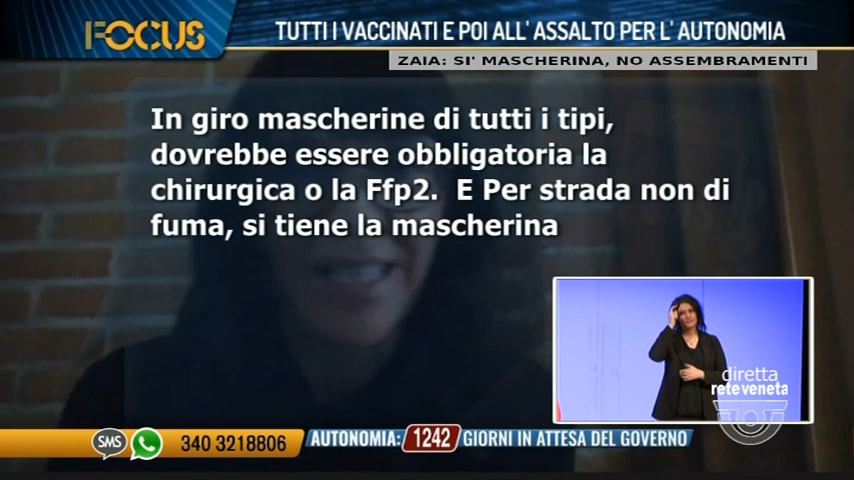 FOCUS
TUTTI I VACCINATI E POI ALL' ASSALTO PER L' AUTONOMIA
ZAIA: SI' MASCHERINA, NO ASSEMBRAMENTI
In giro mascherine di tutti i tipi,
dovrebbe essere obbligatoria la
chirurgica o la Ffp2. E Per strada non di
fuma, si tiene la mascherina
diretta
reteveneta
SMS 340 3218806
AUTONOMIA: 1242 GIORNI IN ATTESA DEL GOVERNO